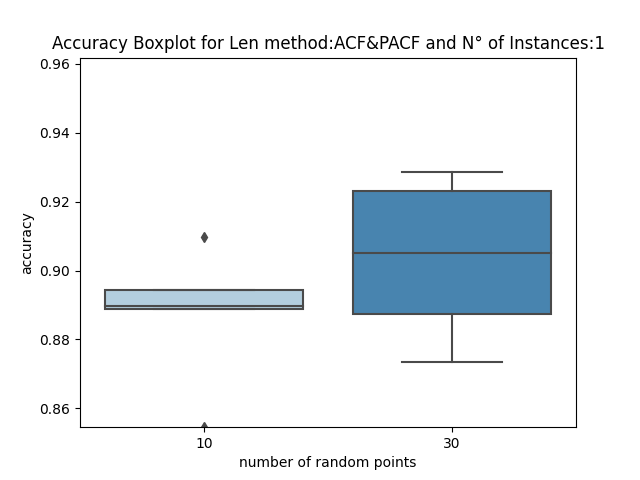 Accuracy Boxplot for Len method:ACF&PACF and N° of Instances:1
0.96
0.94
0.92
0.90
0.88
0.86
accuracy
10 30
number of random points